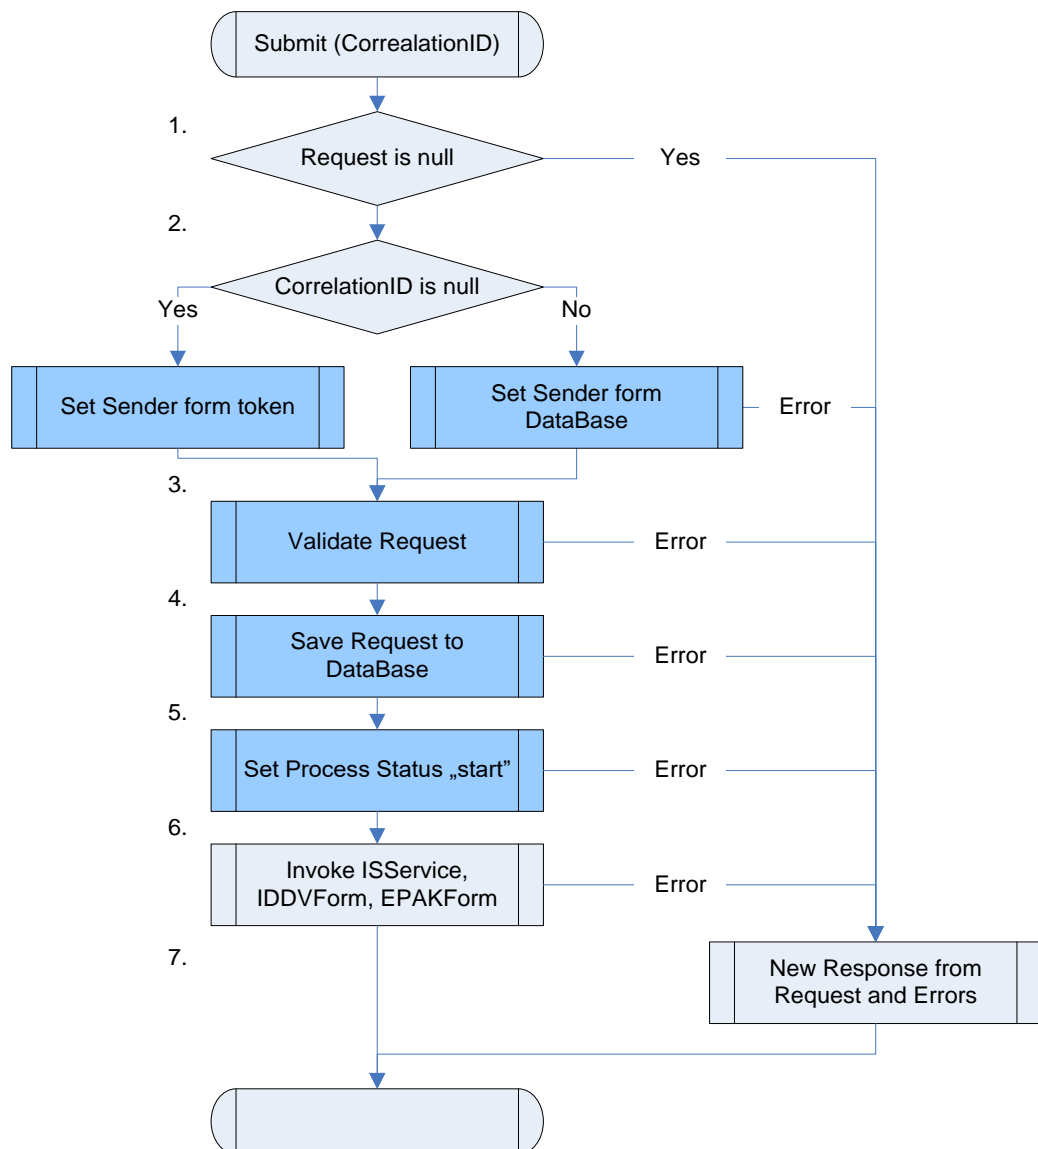 Submit (CorrealationID)
1.
Request is null
Yes
2.
CorrelationID is null
Yes
No
Set Sender form token
Set Sender form
DataBase
Error
3.
Validate Request
Error
4.
Save Request to
DataBase
Error
5.
Set Process Status „start”
Error
6.
Invoke ISService,
IDDVForm, EPAKForm
Error
7.
New Response from
Request and Errors